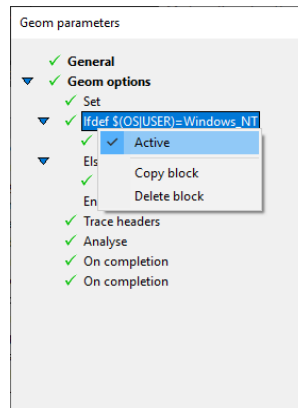 Geom parameters
General
Geom options
Set
Ifdef $(OS|USER)=Windows_NT
Active
Els
Copy block
En
Delete block
Trace headers
Analyse
On completion
On completion